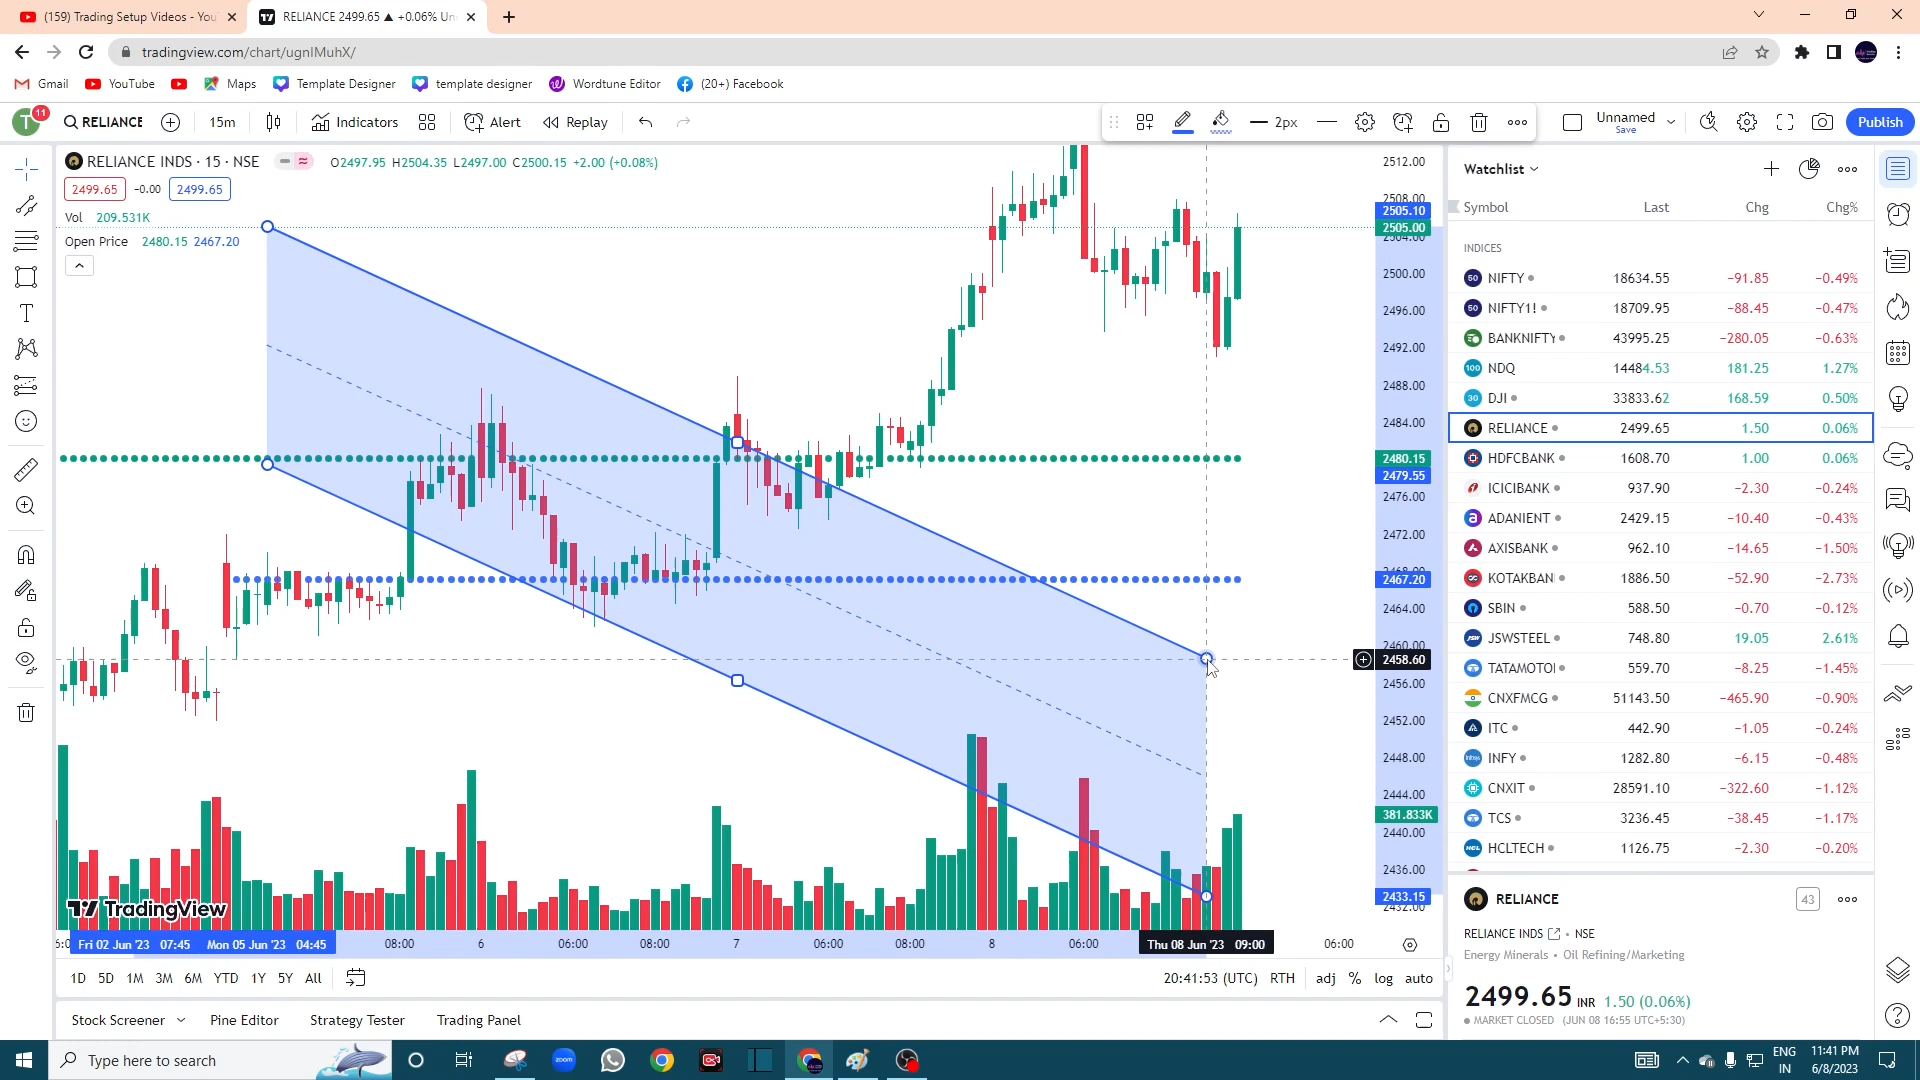 (159) Trading Setup Videos - You
RELIANCE 2499.65 ▲ +0.06% Un
tradingview.com/chart/ugnIMuhX/
Gmail
YouTube
Maps
Template Designer
template designer
Wordtune Editor
(20+) Facebook
T
11
RELIANCE
15m
Indicators
Alert
Replay
2px
Unnamed
Save
Publish
RELIANCE INDS · 15 · NSE
O2497.95 H2504.35 L2497.00 C2500.15 +2.00 (+0.08%)
2499.65
-0.00
2499.65
Vol 209.531K
Open Price 2480.15 2467.20
2512.00
2508.00
2505.10
2505.00
2504.00
2500.00
2496.00
2492.00
2488.00
2484.00
2480.15
2479.55
2476.00
2472.00
2468.00
2467.20
2464.00
2460.00
2458.60
2456.00
2452.00
2448.00
2444.00
381.833K
2440.00
2436.00
2433.15
2432.00
TradingView
Fri 02 Jun '23 07:45
Mon 05 Jun '23 04:45
08:00
6
06:00
08:00
7
06:00
08:00
8
06:00
Thu 08 Jun '23 09:00
06:00
1D 5D 1M 3M 6M YTD 1Y 5Y All
20:41:53 (UTC) RTH adj % log auto
Stock Screener
Pine Editor
Strategy Tester
Trading Panel
Watchlist
Symbol Last Chg Chg%
INDICES
NIFTY 18634.55 −91.85 −0.49%
NIFTY1! 18709.95 −88.45 −0.47%
BANKNIFTY 43995.25 −280.05 −0.63%
NDQ 14484.53 181.25 1.27%
DJI 33833.62 168.59 0.50%
RELIANCE 2499.65 1.50 0.06%
HDFCBANK 1608.70 1.00 0.06%
ICICIBANK 937.90 −2.30 −0.24%
ADANIENT 2429.15 −10.40 −0.43%
AXISBANK 962.10 −14.65 −1.50%
KOTAKBAN 1886.50 −52.90 −2.73%
SBIN 588.50 −0.70 −0.12%
JSWSTEEL 748.80 19.05 2.61%
TATAMOTO 559.70 −8.25 −1.45%
CNXFMCG 51143.50 −465.90 −0.90%
ITC 442.90 −1.05 −0.24%
INFY 1282.80 −6.15 −0.48%
CNXIT 28591.10 −322.60 −1.12%
TCS 3236.45 −38.45 −1.17%
HCLTECH 1126.75 −2.30 −0.20%
RELIANCE
43
RELIANCE INDS • NSE
Energy Minerals • Oil Refining/Marketing
2499.65 INR 1.50 (0.06%)
MARKET CLOSED (JUN 08 16:55 UTC+5:30)
Type here to search
zoom
ENG
IN
11:41 PM
6/8/2023